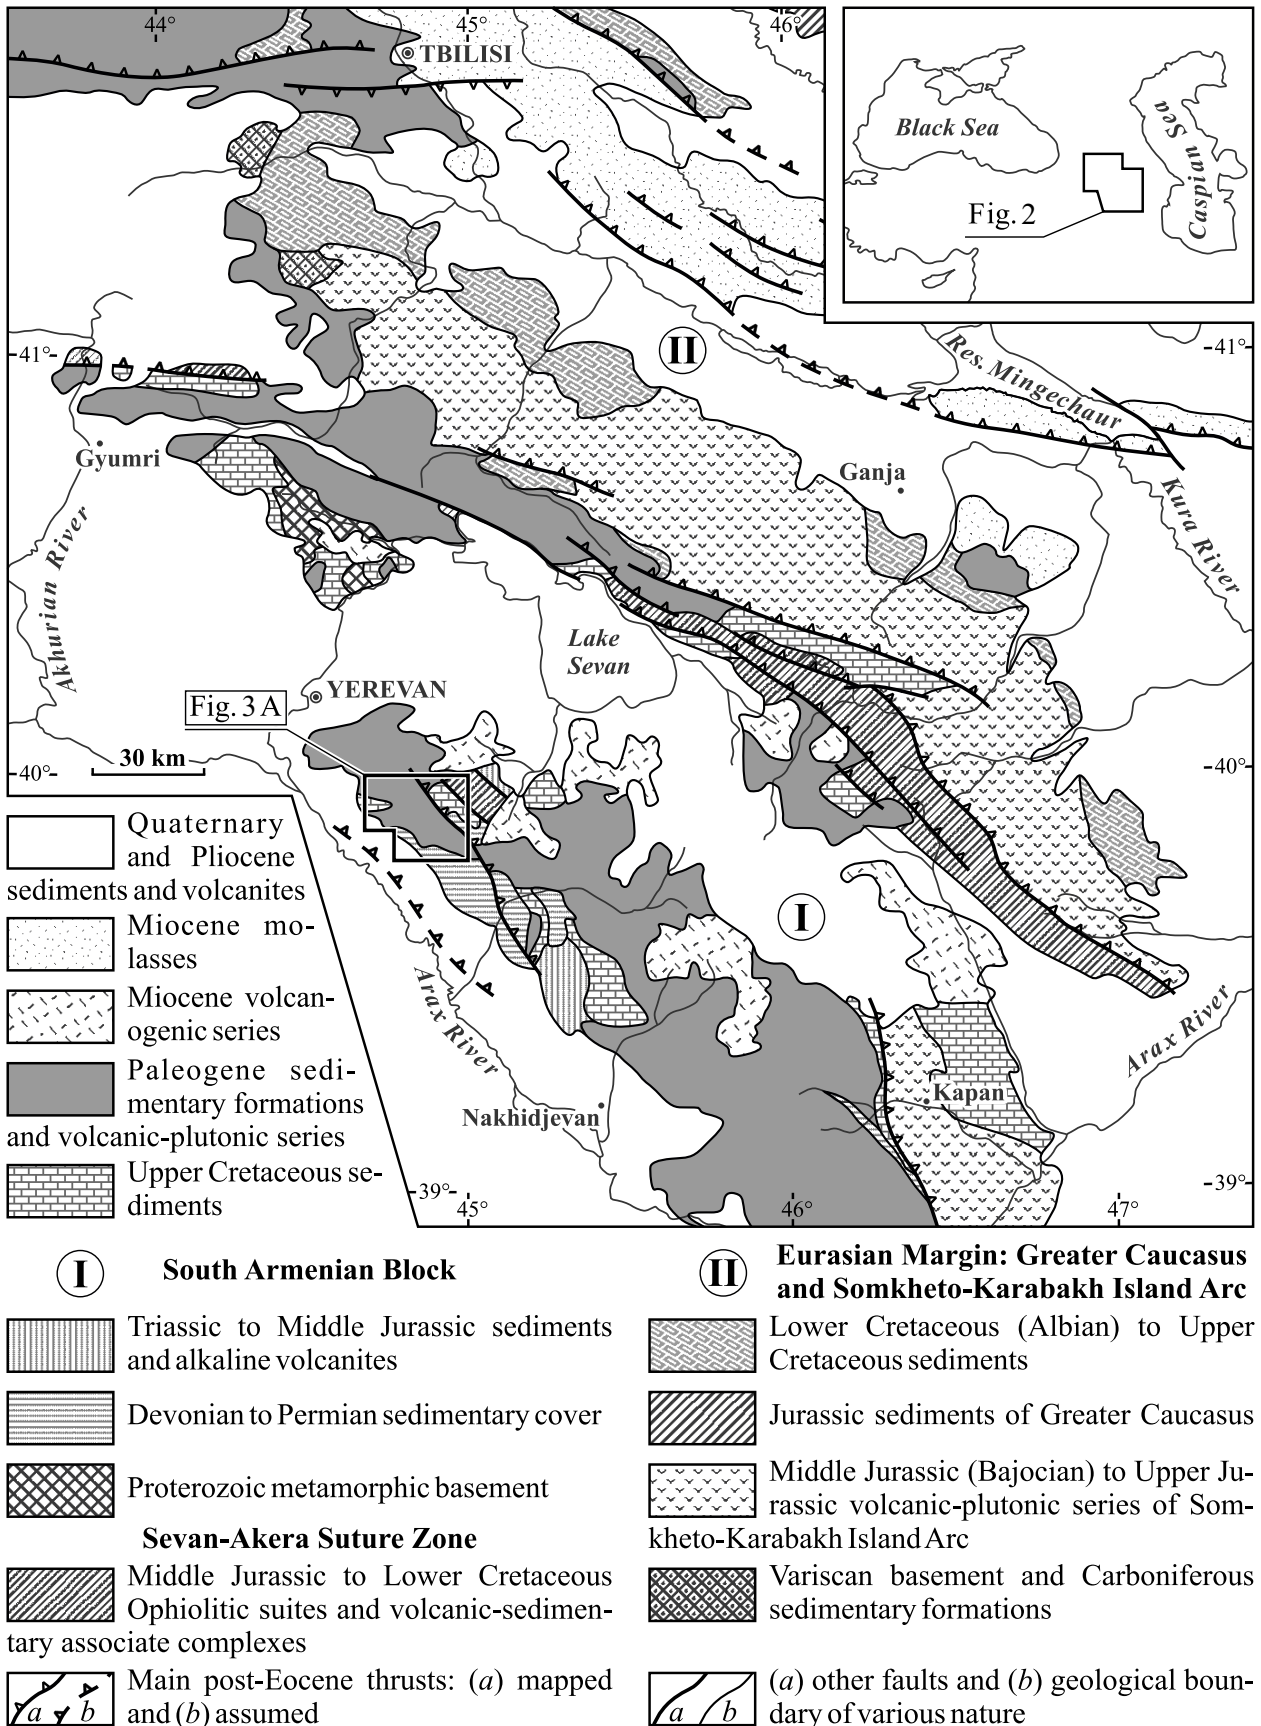 44°
45°
46°
TBILISI
Black Sea
Caspian Sea
Fig. 2
II
41°
41°
Res. Mingechaur
Gyumri
Ganja
Kura River
Akhurian River
Lake
Sevan
YEREVAN
Fig. 3 A
30 km
40°
40°
I
Arax River
Arax River
Kapan
Nakhidjevan
39°
39°
45°
46°
47°
Quaternary
and Pliocene
sediments and volcanites
Miocene mo-
lasses
Miocene volcan-
ogenic series
Paleogene sedi-
mentary formations
and volcanic-plutonic series
Upper Cretaceous se-
diments
I South Armenian Block
Triassic to Middle Jurassic sediments
and alkaline volcanites
Devonian to Permian sedimentary cover
Proterozoic metamorphic basement
Sevan-Akera Suture Zone
Middle Jurassic to Lower Cretaceous
Ophiolitic suites and volcanic-sedimen-
tary associate complexes
a b
Main post-Eocene thrusts: (a) mapped
and (b) assumed
II Eurasian Margin: Greater Caucasus
and Somkheto-Karabakh Island Arc
Lower Cretaceous (Albian) to Upper
Cretaceous sediments
Jurassic sediments of Greater Caucasus
Middle Jurassic (Bajocian) to Upper Ju-
rassic volcanic-plutonic series of Som-
kheto-Karabakh Island Arc
Variscan basement and Carboniferous
sedimentary formations
a b
(a) other faults and (b) geological boun-
dary of various nature